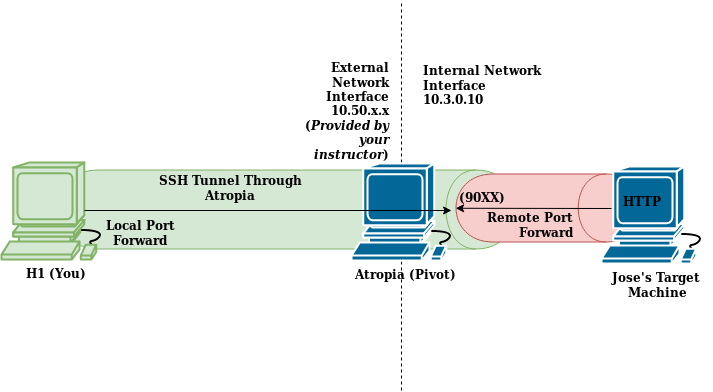 External
Network
Interface
10.50.x.x
(Provided by
your
instructor)
Internal Network
Interface
10.3.0.10
SSH Tunnel Through
Atropia
Local Port
Forward
(90XX)
Remote Port
Forward
HTTP
H1 (You)
Atropia (Pivot)
Jose's Target
Machine